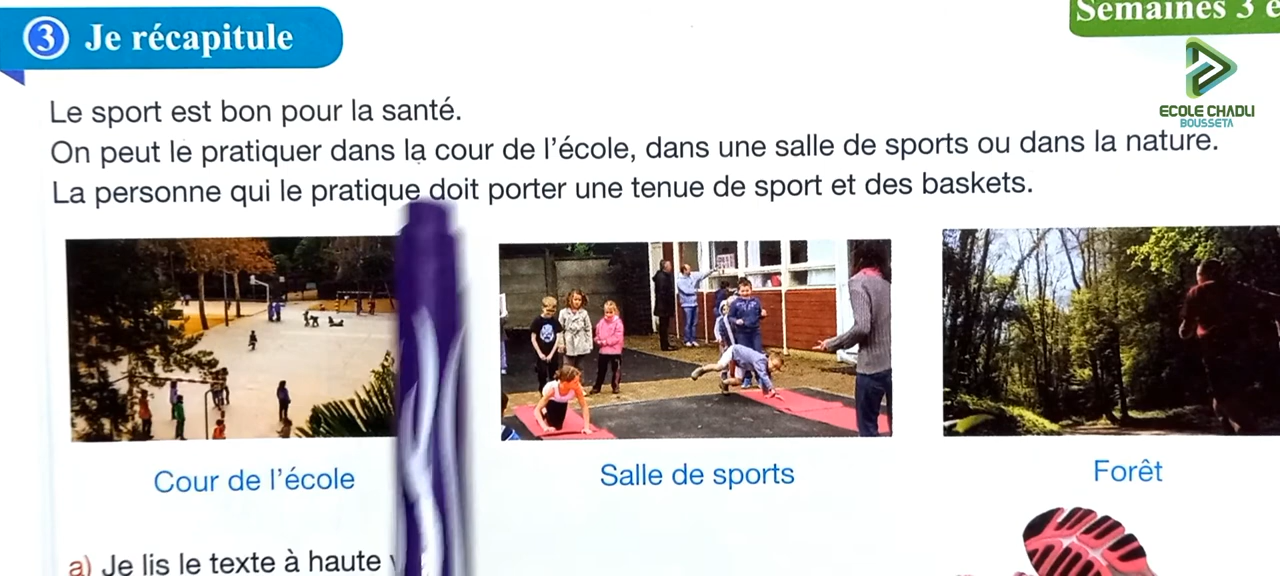 3 Je récapitule
Semaines 3 e
ECOLE CHADLI
BOUSSETA
Le sport est bon pour la santé.
On peut le pratiquer dans la cour de l'école, dans une salle de sports ou dans la nature.
La personne qui le pratique doit porter une tenue de sport et des baskets.
Cour de l'école
Salle de sports
Forêt
a) Je lis le texte à haute